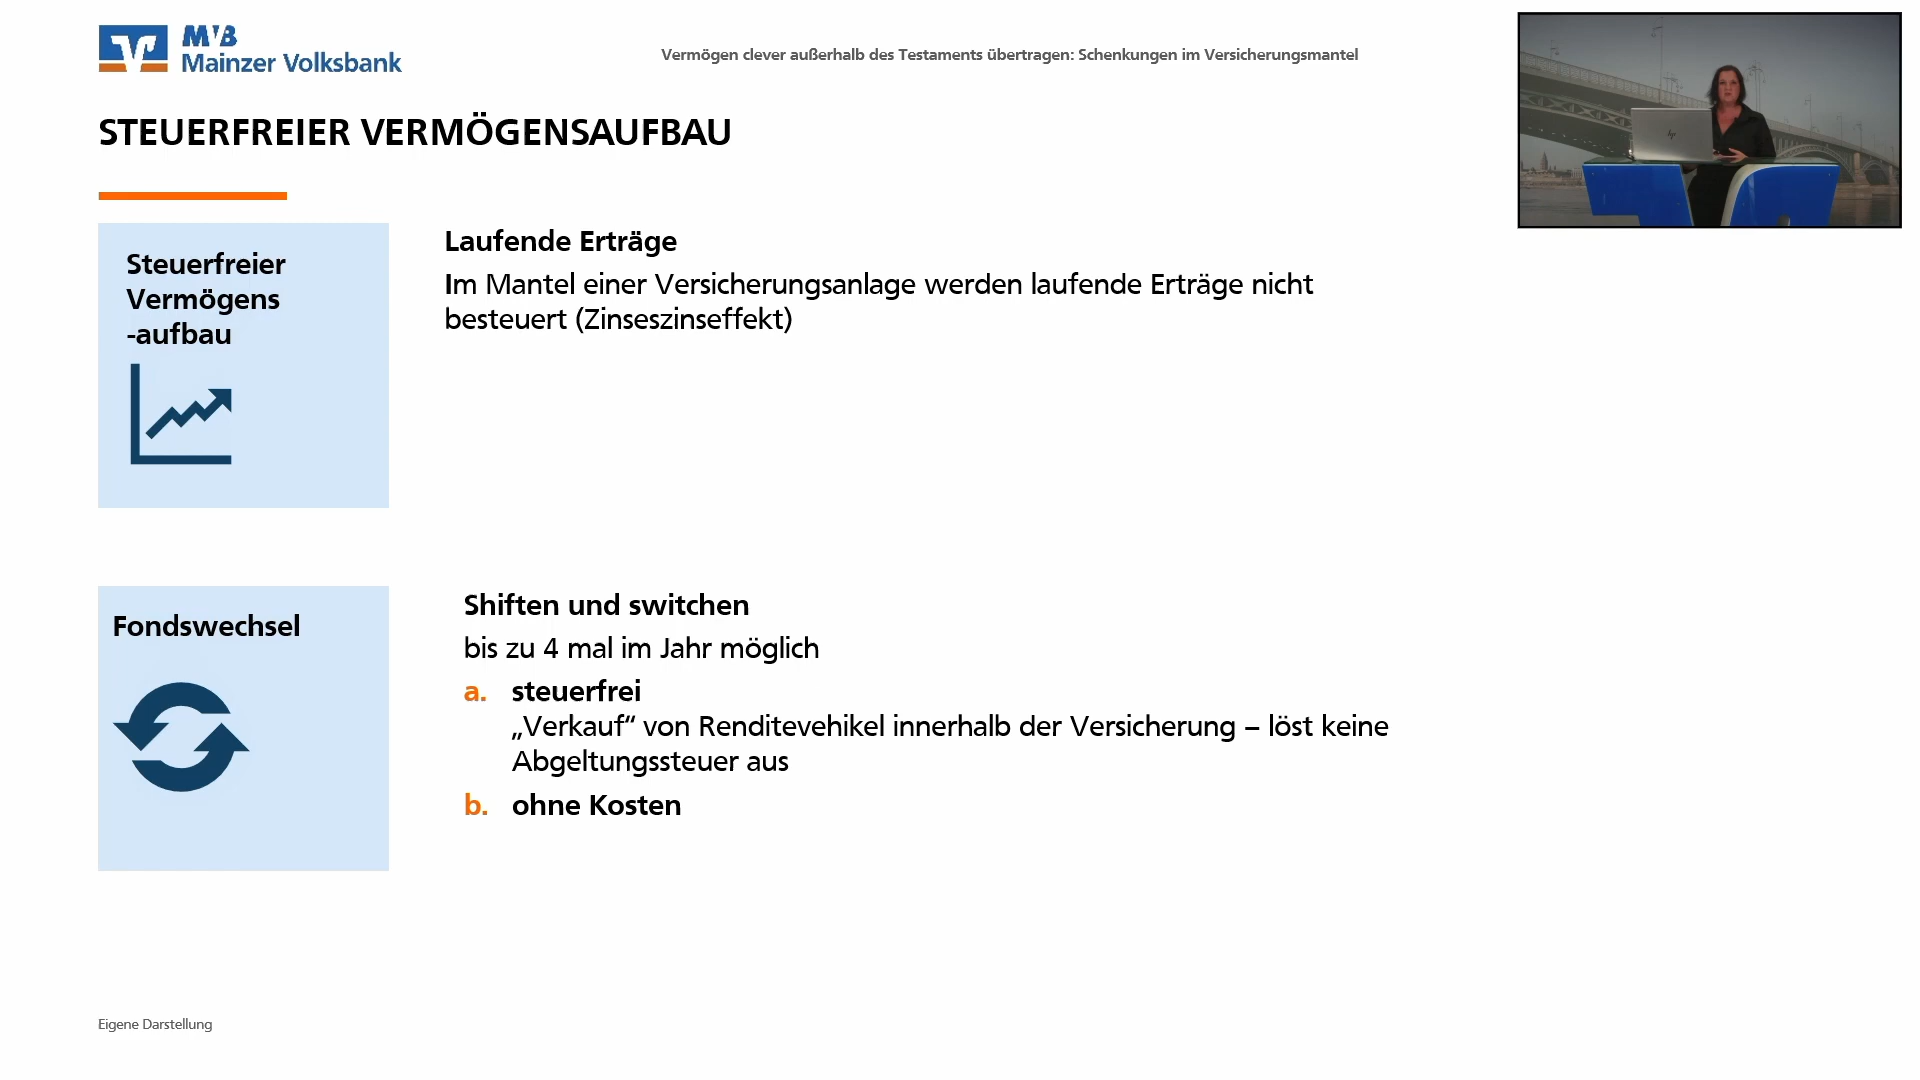 MVB
Mainzer Volksbank
Vermögen clever außerhalb des Testaments übertragen: Schenkungen im Versicherungsmantel
STEUERFREIER VERMÖGENSAUFBAU
Steuerfreier
Vermögens
-aufbau
Laufende Erträge
Im Mantel einer Versicherungsanlage werden laufende Erträge nicht
besteuert (Zinseszinseffekt)
Fondswechsel
Shiften und switchen
bis zu 4 mal im Jahr möglich
a. steuerfrei
„Verkauf“ von Renditevehikel innerhalb der Versicherung – löst keine
Abgeltungssteuer aus
b. ohne Kosten
Eigene Darstellung
hp